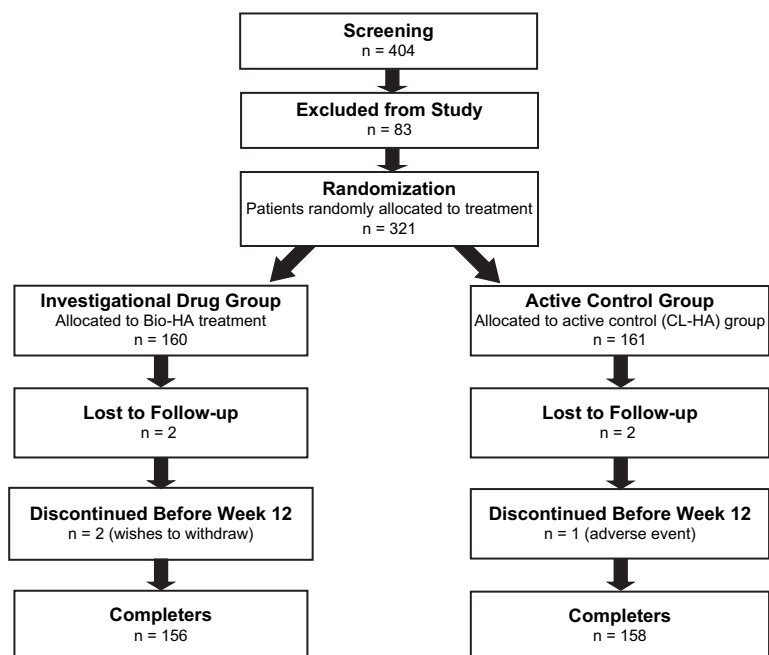 Screening
n = 404
Excluded from Study
n = 83
Randomization
Patients randomly allocated to treatment
n = 321
Investigational Drug Group
Allocated to Bio-HA treatment
n = 160
Active Control Group
Allocated to active control (CL-HA) group
n = 161
Lost to Follow-up
n = 2
Lost to Follow-up
n = 2
Discontinued Before Week 12
n = 2 (wishes to withdraw)
Discontinued Before Week 12
n = 1 (adverse event)
Completers
n = 156
Completers
n = 158